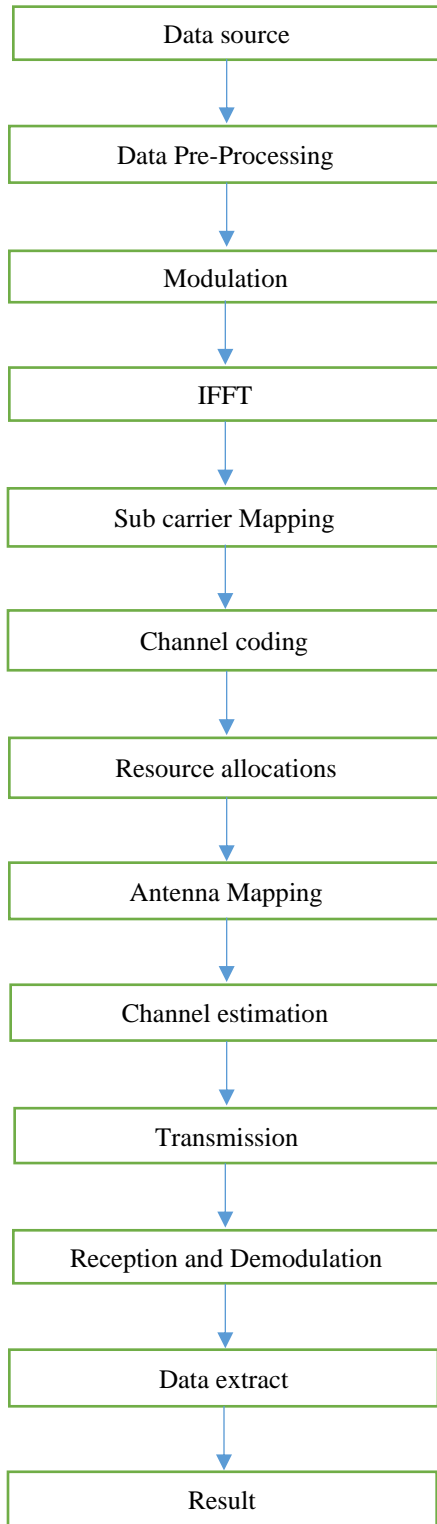 Data source
Data Pre-Processing
Modulation
IFFT
Sub carrier Mapping
Channel coding
Resource allocations
Antenna Mapping
Channel estimation
Transmission
Reception and Demodulation
Data extract
Result